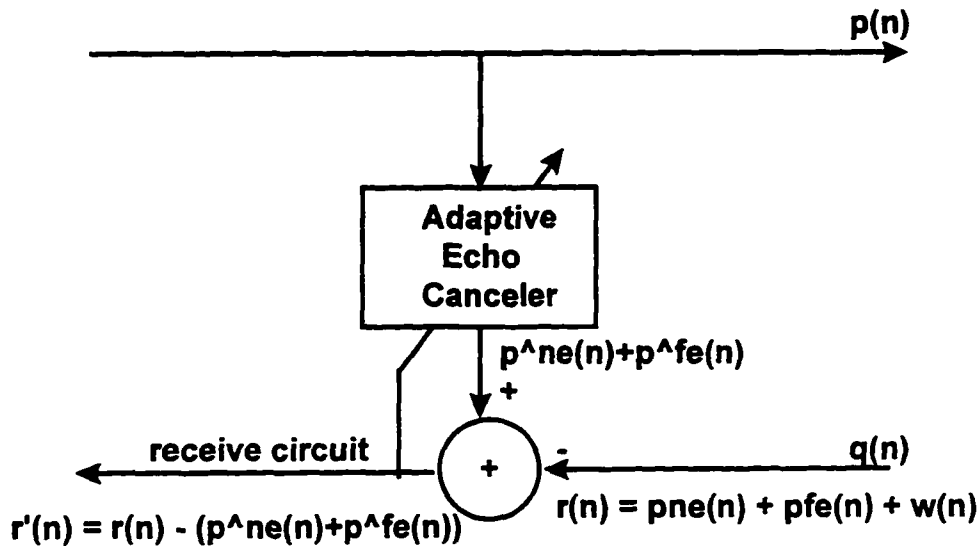 p(n)
Adaptive
Echo
Canceler
p^ne(n)+p^fe(n)
+
receive circuit
+
-
q(n)
r'(n) = r(n) - (p^ne(n)+p^fe(n))
r(n) = pne(n) + pfe(n) + w(n)